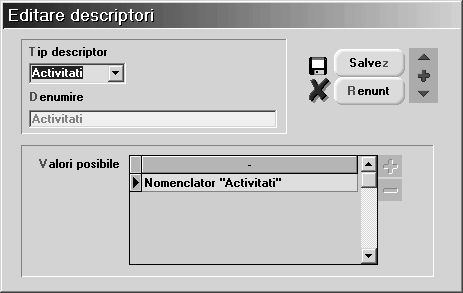 Editare descriptori
Tip descriptor
Activitati
Salvez
Denumire
Renunt
Activitati
Valori posibile
-
Nomenclator "Activitati"